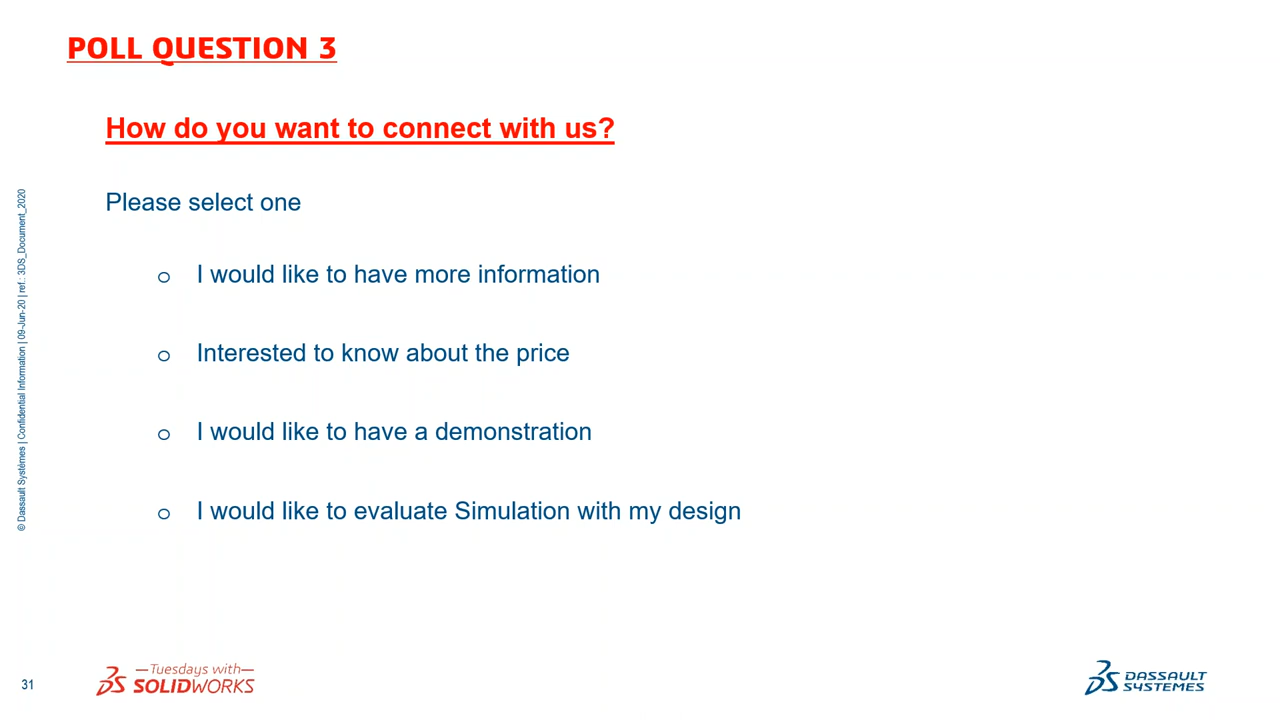 POLL QUESTION 3
How do you want to connect with us?
Please select one
o I would like to have more information
o Interested to know about the price
o I would like to have a demonstration
o I would like to evaluate Simulation with my design
© Dassault Systèmes | Confidential Information | 09-Jun-20 | ref.: 3DS_Document_2020
31
Tuesdays with
SOLIDWORKS
DASSAULT
SYSTEMES